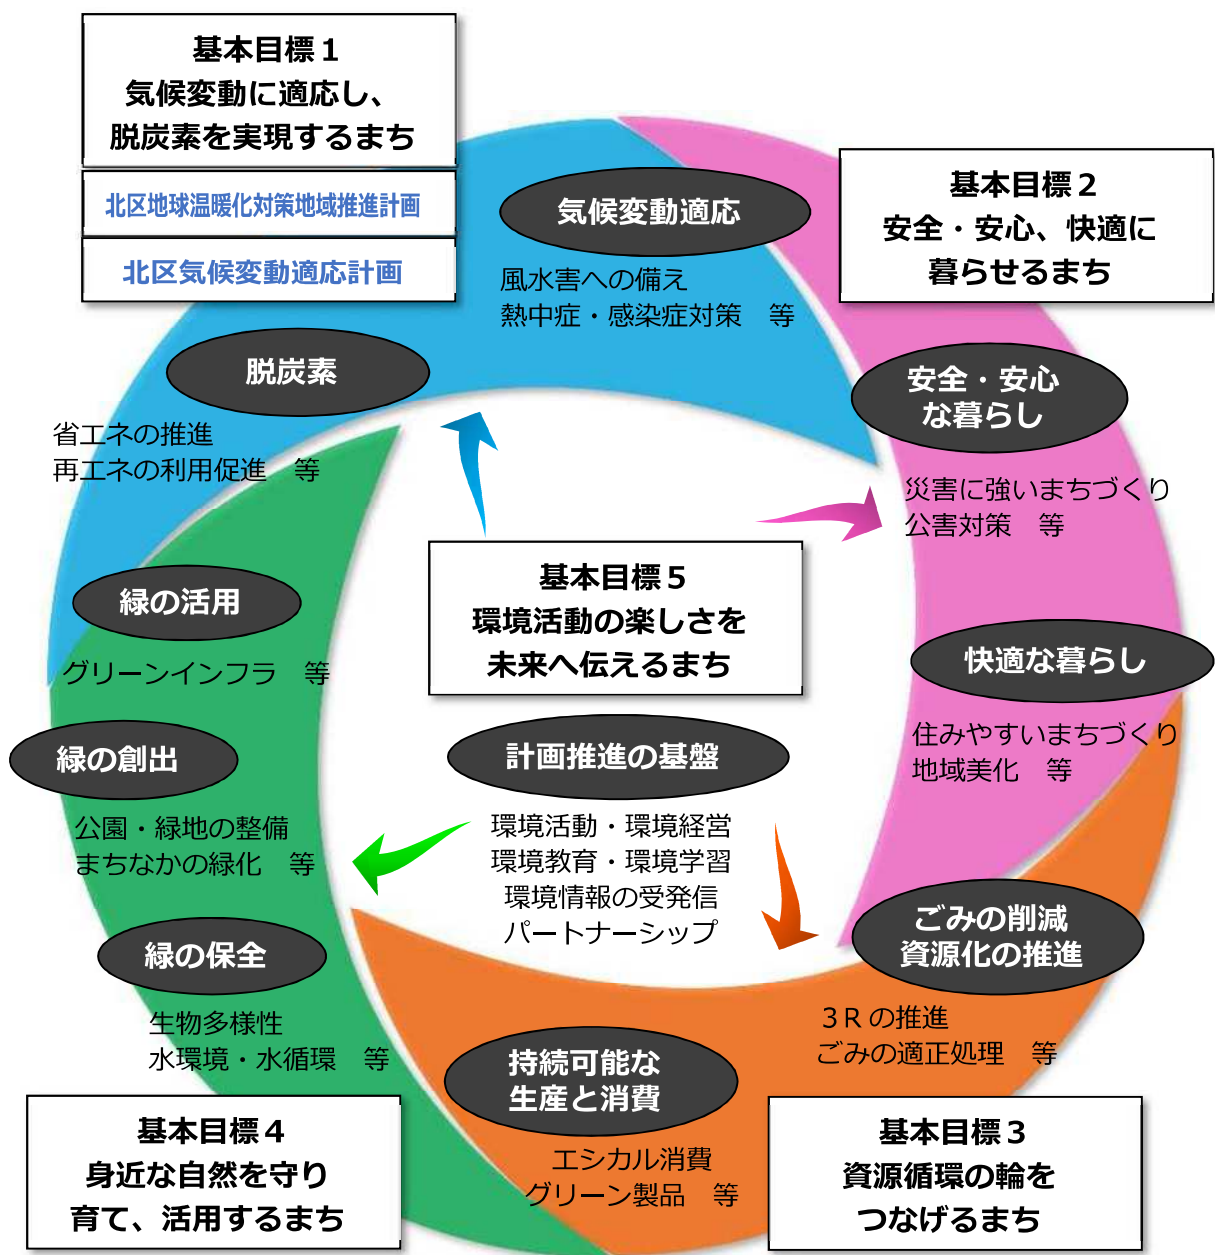 基本目標１
気候変動に適応し、
脱炭素を実現するまち
北区地球温暖化対策地域推進計画
北区気候変動適応計画
気候変動適応
風水害への備え
熱中症・感染症対策　等
脱炭素
省エネの推進
再エネの利用促進　等
基本目標２
安全・安心、快適に
暮らせるまち
安全・安心
な暮らし
災害に強いまちづくり
公害対策　等
快適な暮らし
住みやすいまちづくり
地域美化　等
基本目標５
環境活動の楽しさを
未来へ伝えるまち
計画推進の基盤
環境活動・環境経営
環境教育・環境学習
環境情報の受発信
パートナーシップ
緑の活用
グリーンインフラ　等
緑の創出
公園・緑地の整備
まちなかの緑化　等
緑の保全
生物多様性
水環境・水循環　等
基本目標４
身近な自然を守り
育て、活用するまち
ごみの削減
資源化の推進
３Ｒの推進
ごみの適正処理　等
持続可能な
生産と消費
エシカル消費
グリーン製品　等
基本目標３
資源循環の輪を
つなげるまち